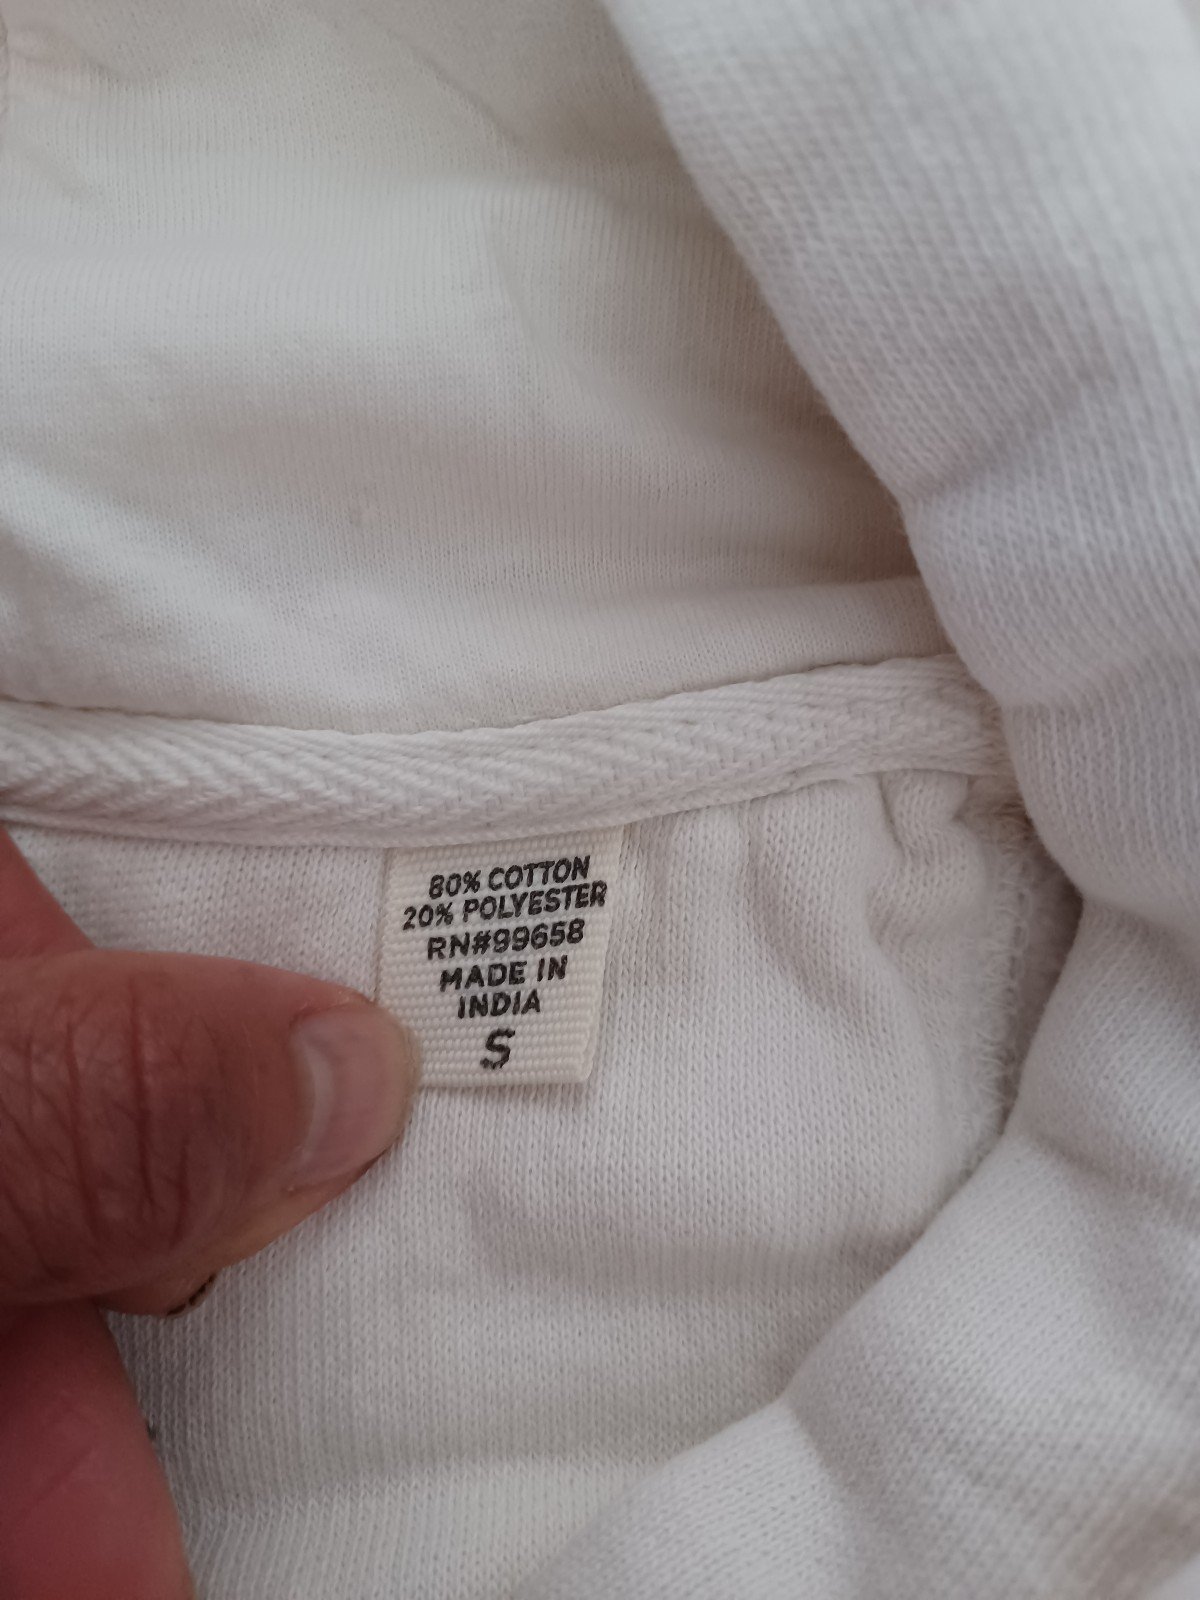 80% COTTON
20% POLYESTER
RN#99658
MADE IN
INDIA
S